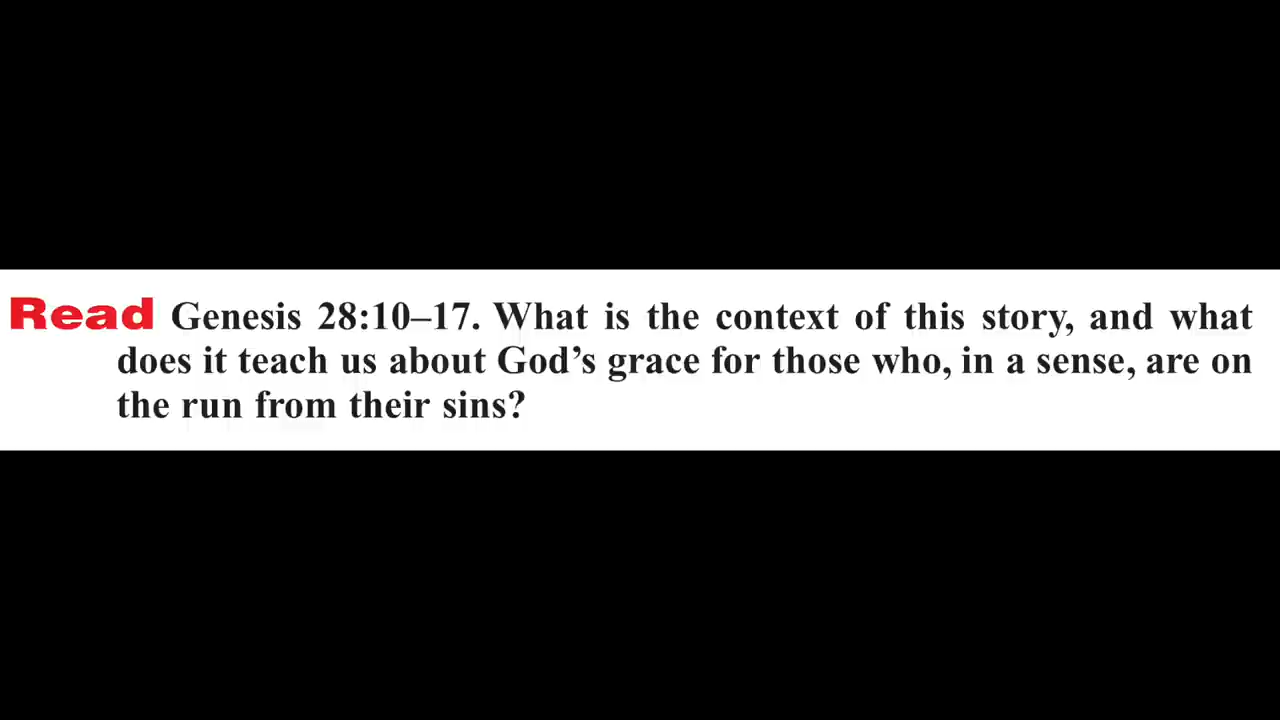 Read Genesis 28:10–17. What is the context of this story, and what
does it teach us about God’s grace for those who, in a sense, are on
the run from their sins?